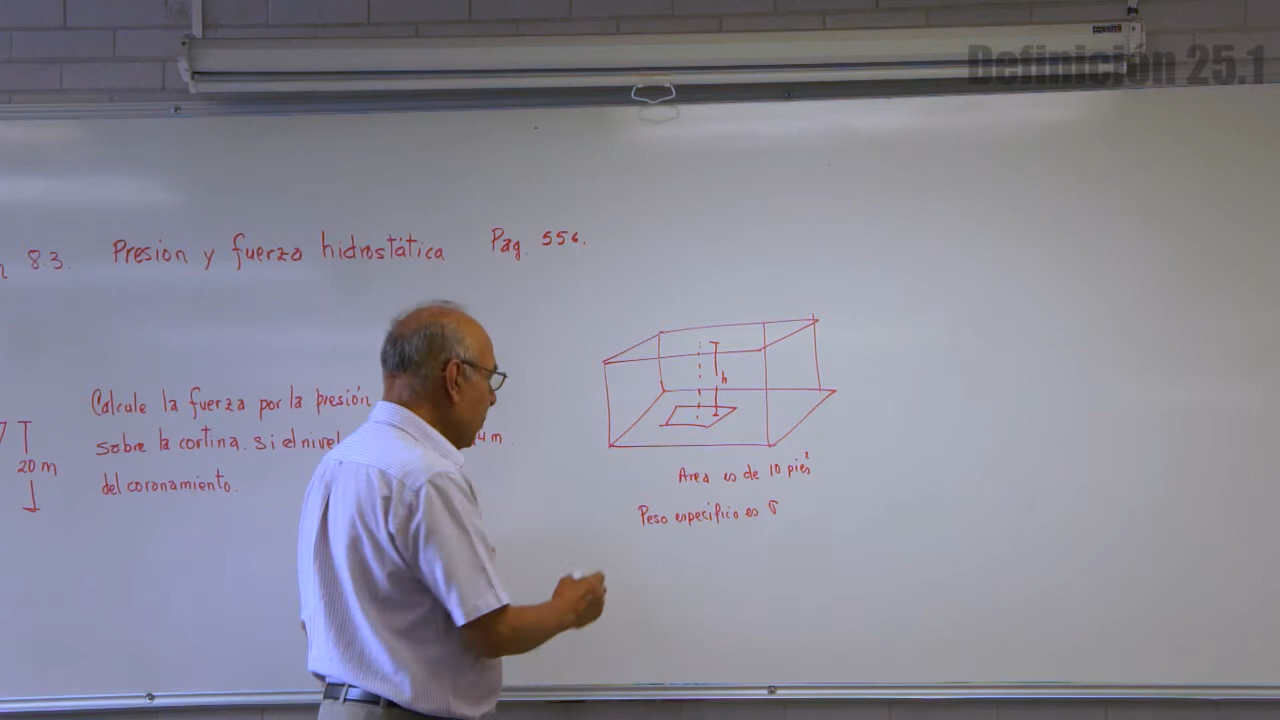 Definición 25.1
8.3. Presión y fuerza hidrostática Pag. 556.
Calcule la fuerza por la presión
sobre la cortina. Si el nivel 4 m
20 m
del coronamiento.
h
Area es de 10 pies²
Peso especifico es σ